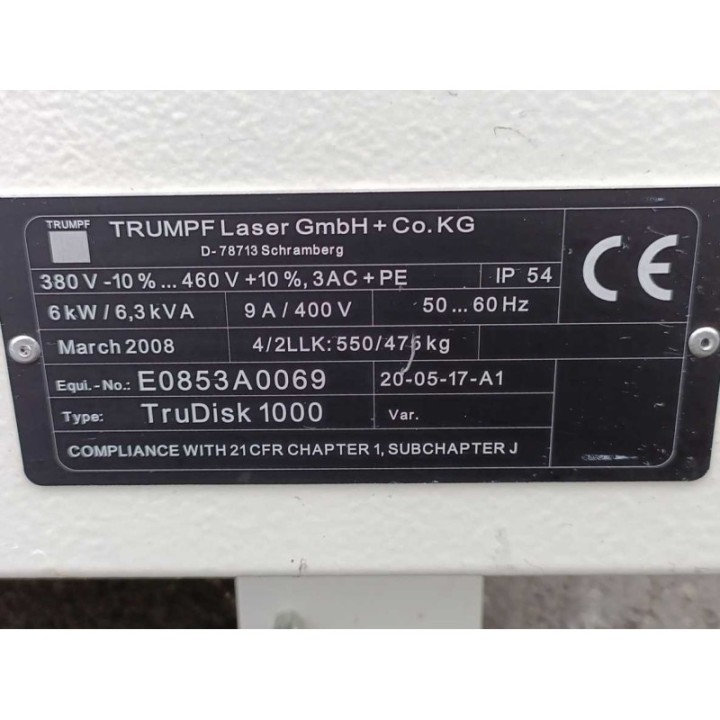 TRUMPF
TRUMPF Laser GmbH + Co. KG
D- 78713 Schramberg
380 V -10 % ... 460 V +10 %, 3AC + PE IP 54
6 kW / 6,3 kVA 9 A / 400 V 50 ... 60 Hz
March 2008 4/2LLK: 550/475 kg
Equi.-No.: E0853A0069 20-05-17-A1
Type: TruDisk 1000 Var.
COMPLIANCE WITH 21 CFR CHAPTER 1, SUBCHAPTER J
CE